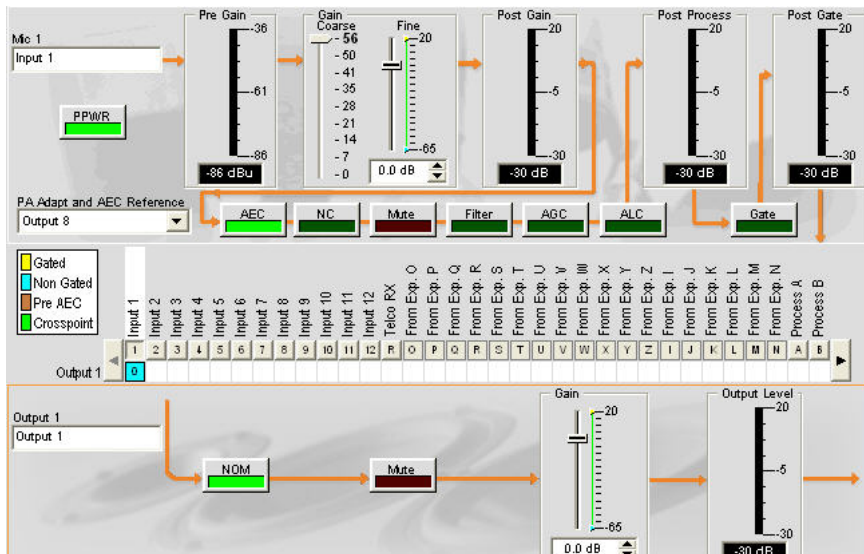 Pre Gain
Gain
Coarse
Fine
Post Gain
Post Process
Post Gate
Mic 1
Input 1
PPWR
-36
-61
-86
-86 dBu
56
50
41
35
28
21
14
7
0
20
-65
0.0 dB
20
-5
-30
-30 dB
20
-5
-30
-30 dB
20
-5
-30
-30 dB
PA Adapt and AEC Reference
Output 8
AEC
NC
Mute
Filter
AGC
ALC
Gate
Gated
Non Gated
Pre AEC
Crosspoint
Input 1
Input 2
Input 3
Input 4
Input 5
Input 6
Input 7
Input 8
Input 9
Input 10
Input 11
Input 12
Telco RX
From Exp. O
From Exp. P
From Exp. Q
From Exp. R
From Exp. S
From Exp. T
From Exp. U
From Exp. V
From Exp. W
From Exp. X
From Exp. Y
From Exp. Z
From Exp. I
From Exp. J
From Exp. K
From Exp. L
From Exp. M
From Exp. N
Process A
Process B
1 2 3 4 5 6 7 8 9 10 11 12 R O P Q R S T U V W X Y Z I J K L M N A B
Output 1 0
Output 1
Output 1
NOM
Mute
Gain
20
-65
0.0 dB
Output Level
20
-5
-30
-30 dB